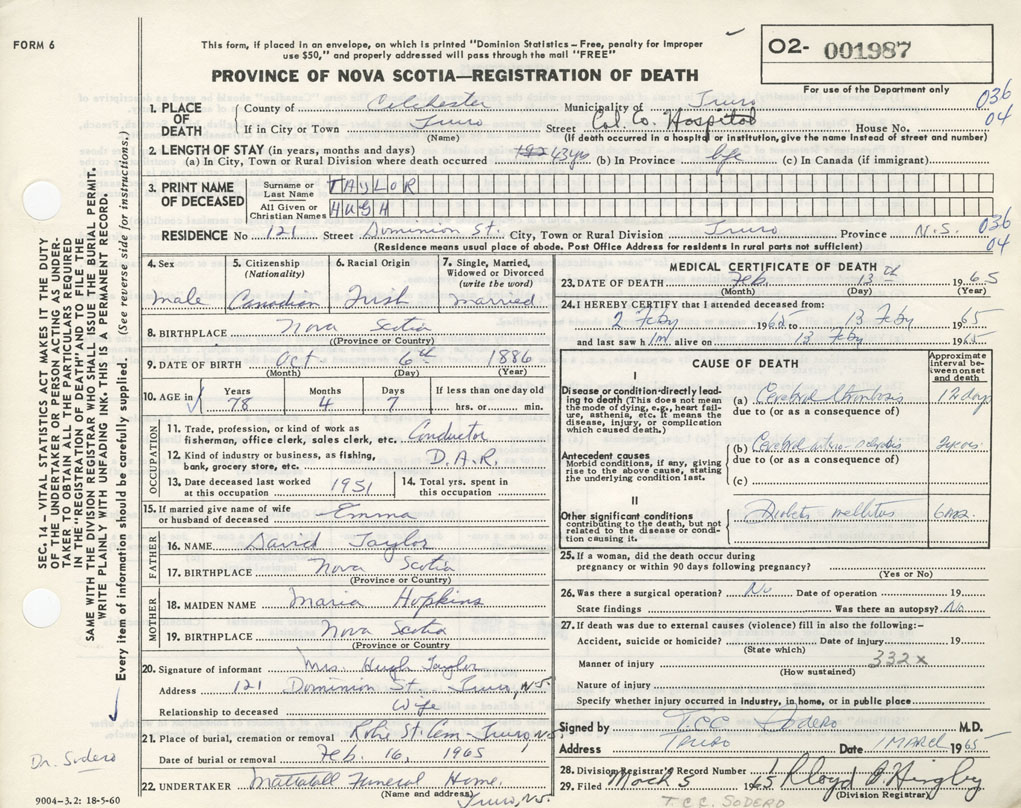 FORM 6
This form, if placed in an envelope, on which is printed "Dominion Statistics – Free, penalty for improper
use $50," and properly addressed will pass through the mail "FREE"
O2- 001987
For use of the Department only
PROVINCE OF NOVA SCOTIA—REGISTRATION OF DEATH
SEC. 14 – VITAL STATISTICS ACT MAKES IT THE DUTY
OF THE UNDERTAKER OR PERSON ACTING AS UNDER-
TAKER TO OBTAIN ALL THE PARTICULARS REQUIRED
IN THE "REGISTRATION OF DEATH" AND TO FILE THE
SAME WITH THE DIVISION REGISTRAR WHO SHALL ISSUE THE BURIAL PERMIT.
WRITE PLAINLY WITH UNFADING INK. THIS IS A PERMANENT RECORD.
Every item of information should be carefully supplied. (See reverse side for instructions.)
1. PLACE OF DEATH
County of Colchester Municipality of Truro 036
04
If in City or Town Truro Street Col. Co. Hospital House No.
(Name) (If death occurred in a hospital or institution, give the name instead of street and number)
2. LENGTH OF STAY (in years, months and days)
(a) In City, Town or Rural Division where death occurred 43 yrs (b) In Province life (c) In Canada (if immigrant)
3. PRINT NAME OF DECEASED
Surname or Last Name TAYLOR
All Given or Christian Names HUGH
RESIDENCE No 121 Street Dominion St. City, Town or Rural Division Truro Province N.S. 036
04
(Residence means usual place of abode. Post Office Address for residents in rural parts not sufficient)
4. Sex Male
5. Citizenship (Nationality) Canadian
6. Racial Origin Irish
7. Single, Married, Widowed or Divorced (write the word) Married
8. BIRTHPLACE Nova Scotia
((Province or Country)
9. DATE OF BIRTH Oct 6th 1886
(Month) (Day) (Year)
10. AGE in Years 78 Months 4 Days 7 If less than one day old hrs. or min.
OCCUPATION
11. Trade, profession, or kind of work as fisherman, office clerk, sales clerk, etc. Conductor
12. Kind of industry or business, as fishing, bank, grocery store, etc. D.A.R.
13. Date deceased last worked at this occupation 1951
14. Total yrs. spent in this occupation
15. If married give name of wife or husband of deceased Emma
FATHER
16. NAME David Taylor
17. BIRTHPLACE Nova Scotia
(Province or Country)
MOTHER
18. MAIDEN NAME Maria Hopkins
19. BIRTHPLACE Nova Scotia
(Province or Country)
20. Signature of informant Mrs. Hugh Taylor
Address 121 Dominion St. Truro, N.S.
Relationship to deceased Wife
21. Place of burial, cremation or removal Robie St. Cem. Truro, N.S.
Date of burial or removal Feb. 16, 1965
22. UNDERTAKER Mattatall Funeral Home.
(Name and address) Truro, N.S.
Dr. Sodero
9004-3.2: 18-5-60
MEDICAL CERTIFICATE OF DEATH
23. DATE OF DEATH Feb. 13th 1965
(Month) (Day) (Year)
24. I HEREBY CERTIFY that I attended deceased from:
2 Feby 1965 to 13 Feby 1965
and last saw him alive on 13 Feby 1965
CAUSE OF DEATH
Approximate interval between onset and death
I
Disease or condition directly leading to death (This does not mean the mode of dying, e.g., heart failure, asthenia, etc. It means the disease, injury, or complication which caused death.)
(a) Cerebral thrombosis 12 days
due to (or as a consequence of)
Antecedent causes
Morbid conditions, if any, giving rise to the above cause, stating the underlying condition last.
(b) Cerebral
due to (or as a consequence of)
(c)
II
Other significant conditions contributing to the death, but not related to the disease or condition causing it.
Diabetes mellitus
25. If a woman, did the death occur during pregnancy or within 90 days following pregnancy?
(Yes or No)
26. Was there a surgical operation? No Date of operation 19
State findings Was there an autopsy? No
27. If death was due to external causes (violence) fill in also the following:–
Accident, suicide or homicide? Date of injury 19
(State which)
Manner of injury 332x
(How sustained)
Nature of injury
Specify whether injury occurred in industry, in home, or in public place
Signed by T.C.C. Sodero M.D.
Address Truro Date 1 March 1965
28. Division Registrar's Record Number
29. Filed March 5 1965 Lloyd
(Division Registrar)
T.C.C. SODERO